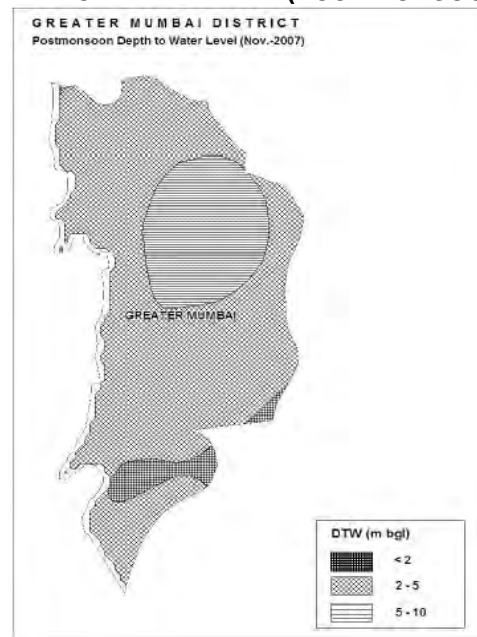 GREATER MUMBAI DISTRICT
Postmonsoon Depth to Water Level (Nov.-2007)
GREATER MUMBAI
DTW (m bgl)
< 2
2 - 5
5 - 10